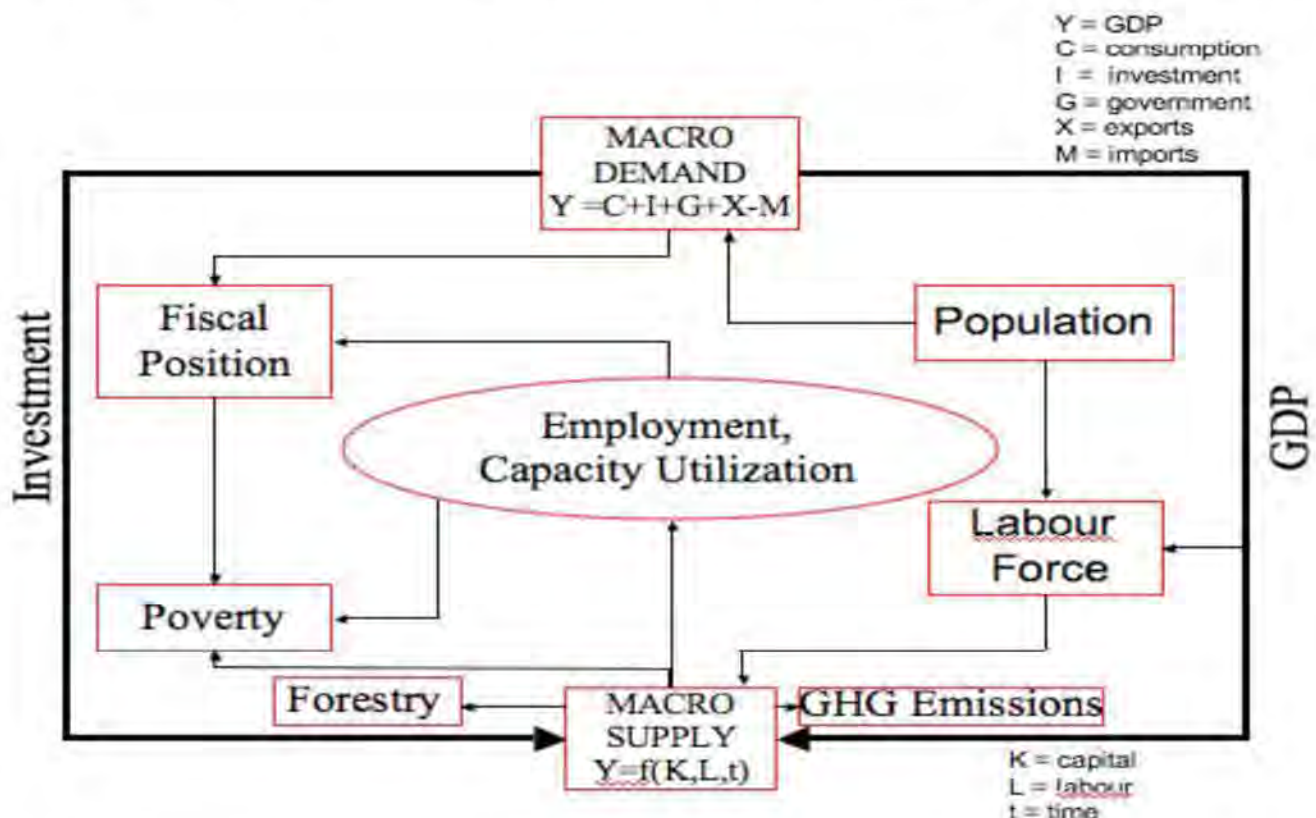 Y = GDP
C = consumption
I = investment
G = government
X = exports
M = imports
MACRO
DEMAND
Y =C+I+G+X-M
Fiscal
Position
Population
Investment
GDP
Employment,
Capacity Utilization
Labour
Force
Poverty
Forestry
MACRO
SUPPLY
Y=f(K,L,t)
GHG Emissions
K = capital
L = labour
t = time